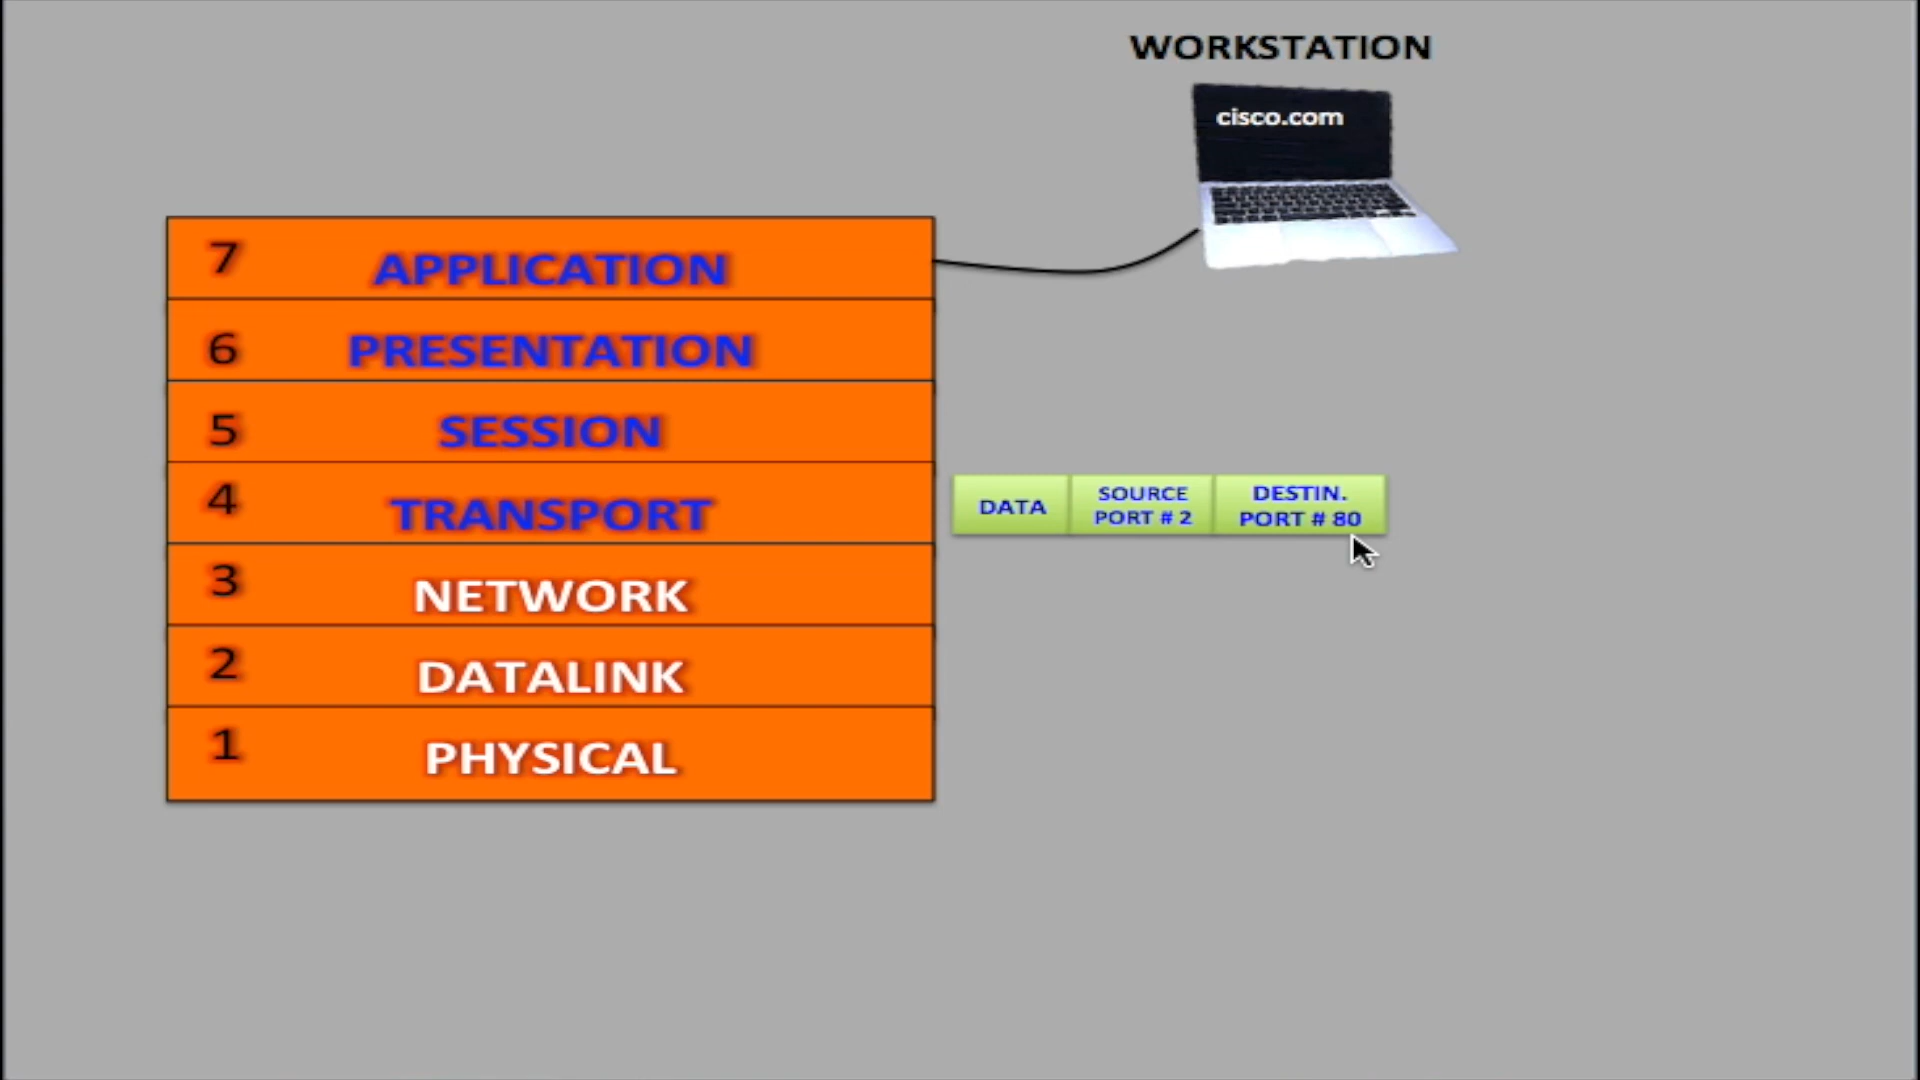 WORKSTATION
cisco.com
7 APPLICATION
6 PRESENTATION
5 SESSION
4 TRANSPORT
DATA
SOURCE
PORT # 2
DESTIN.
PORT # 80
3 NETWORK
2 DATALINK
1 PHYSICAL